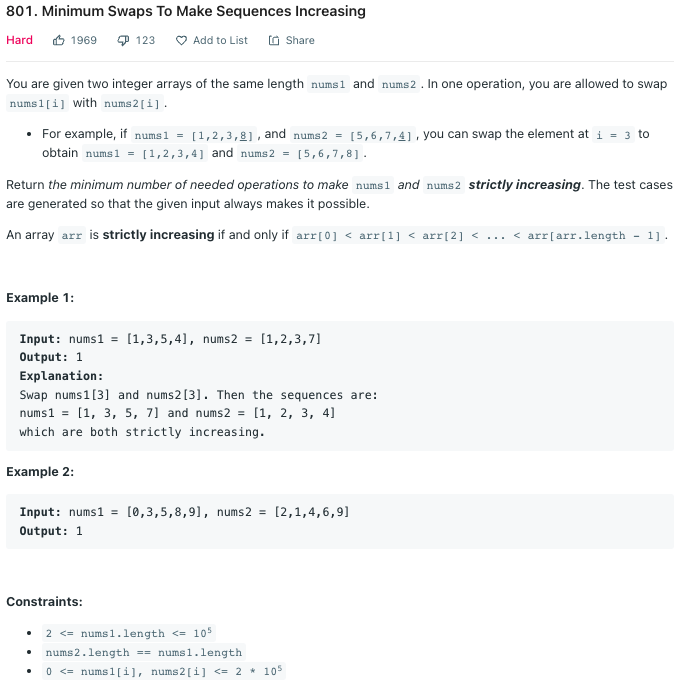 801. Minimum Swaps To Make Sequences Increasing
Hard 1969 123 Add to List Share
You are given two integer arrays of the same length nums1 and nums2 . In one operation, you are allowed to swap
nums1[i] with nums2[i] .
• For example, if nums1 = [1,2,3,8] , and nums2 = [5,6,7,4] , you can swap the element at i = 3 to
obtain nums1 = [1,2,3,4] and nums2 = [5,6,7,8] .
Return the minimum number of needed operations to make nums1 and nums2 strictly increasing. The test cases
are generated so that the given input always makes it possible.
An array arr is strictly increasing if and only if arr[0] < arr[1] < arr[2] < ... < arr[arr.length - 1] .
Example 1:
Input: nums1 = [1,3,5,4], nums2 = [1,2,3,7]
Output: 1
Explanation:
Swap nums1[3] and nums2[3]. Then the sequences are:
nums1 = [1, 3, 5, 7] and nums2 = [1, 2, 3, 4]
which are both strictly increasing.
Example 2:
Input: nums1 = [0,3,5,8,9], nums2 = [2,1,4,6,9]
Output: 1
Constraints:
• 2 <= nums1.length <= 10⁵
• nums2.length == nums1.length
• 0 <= nums1[i], nums2[i] <= 2 * 10⁵